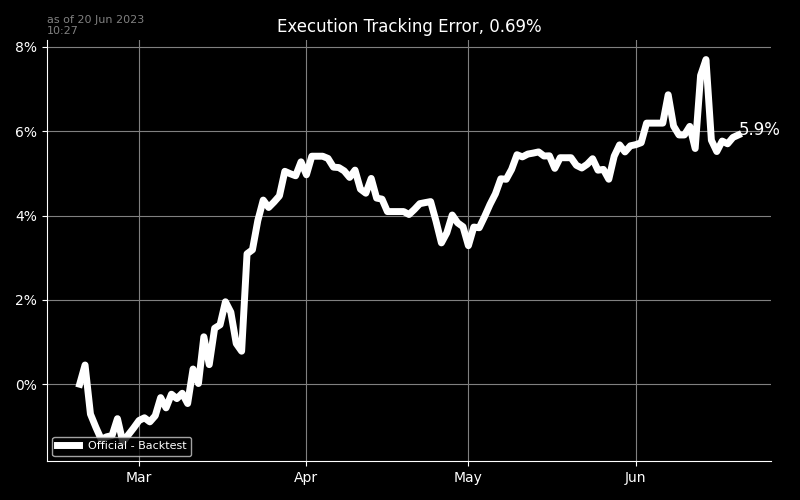 as of 20 Jun 2023
10:27
Execution Tracking Error, 0.69%
8%
6%
4%
2%
0%
5.9%
Official - Backtest
Mar
Apr
May
Jun